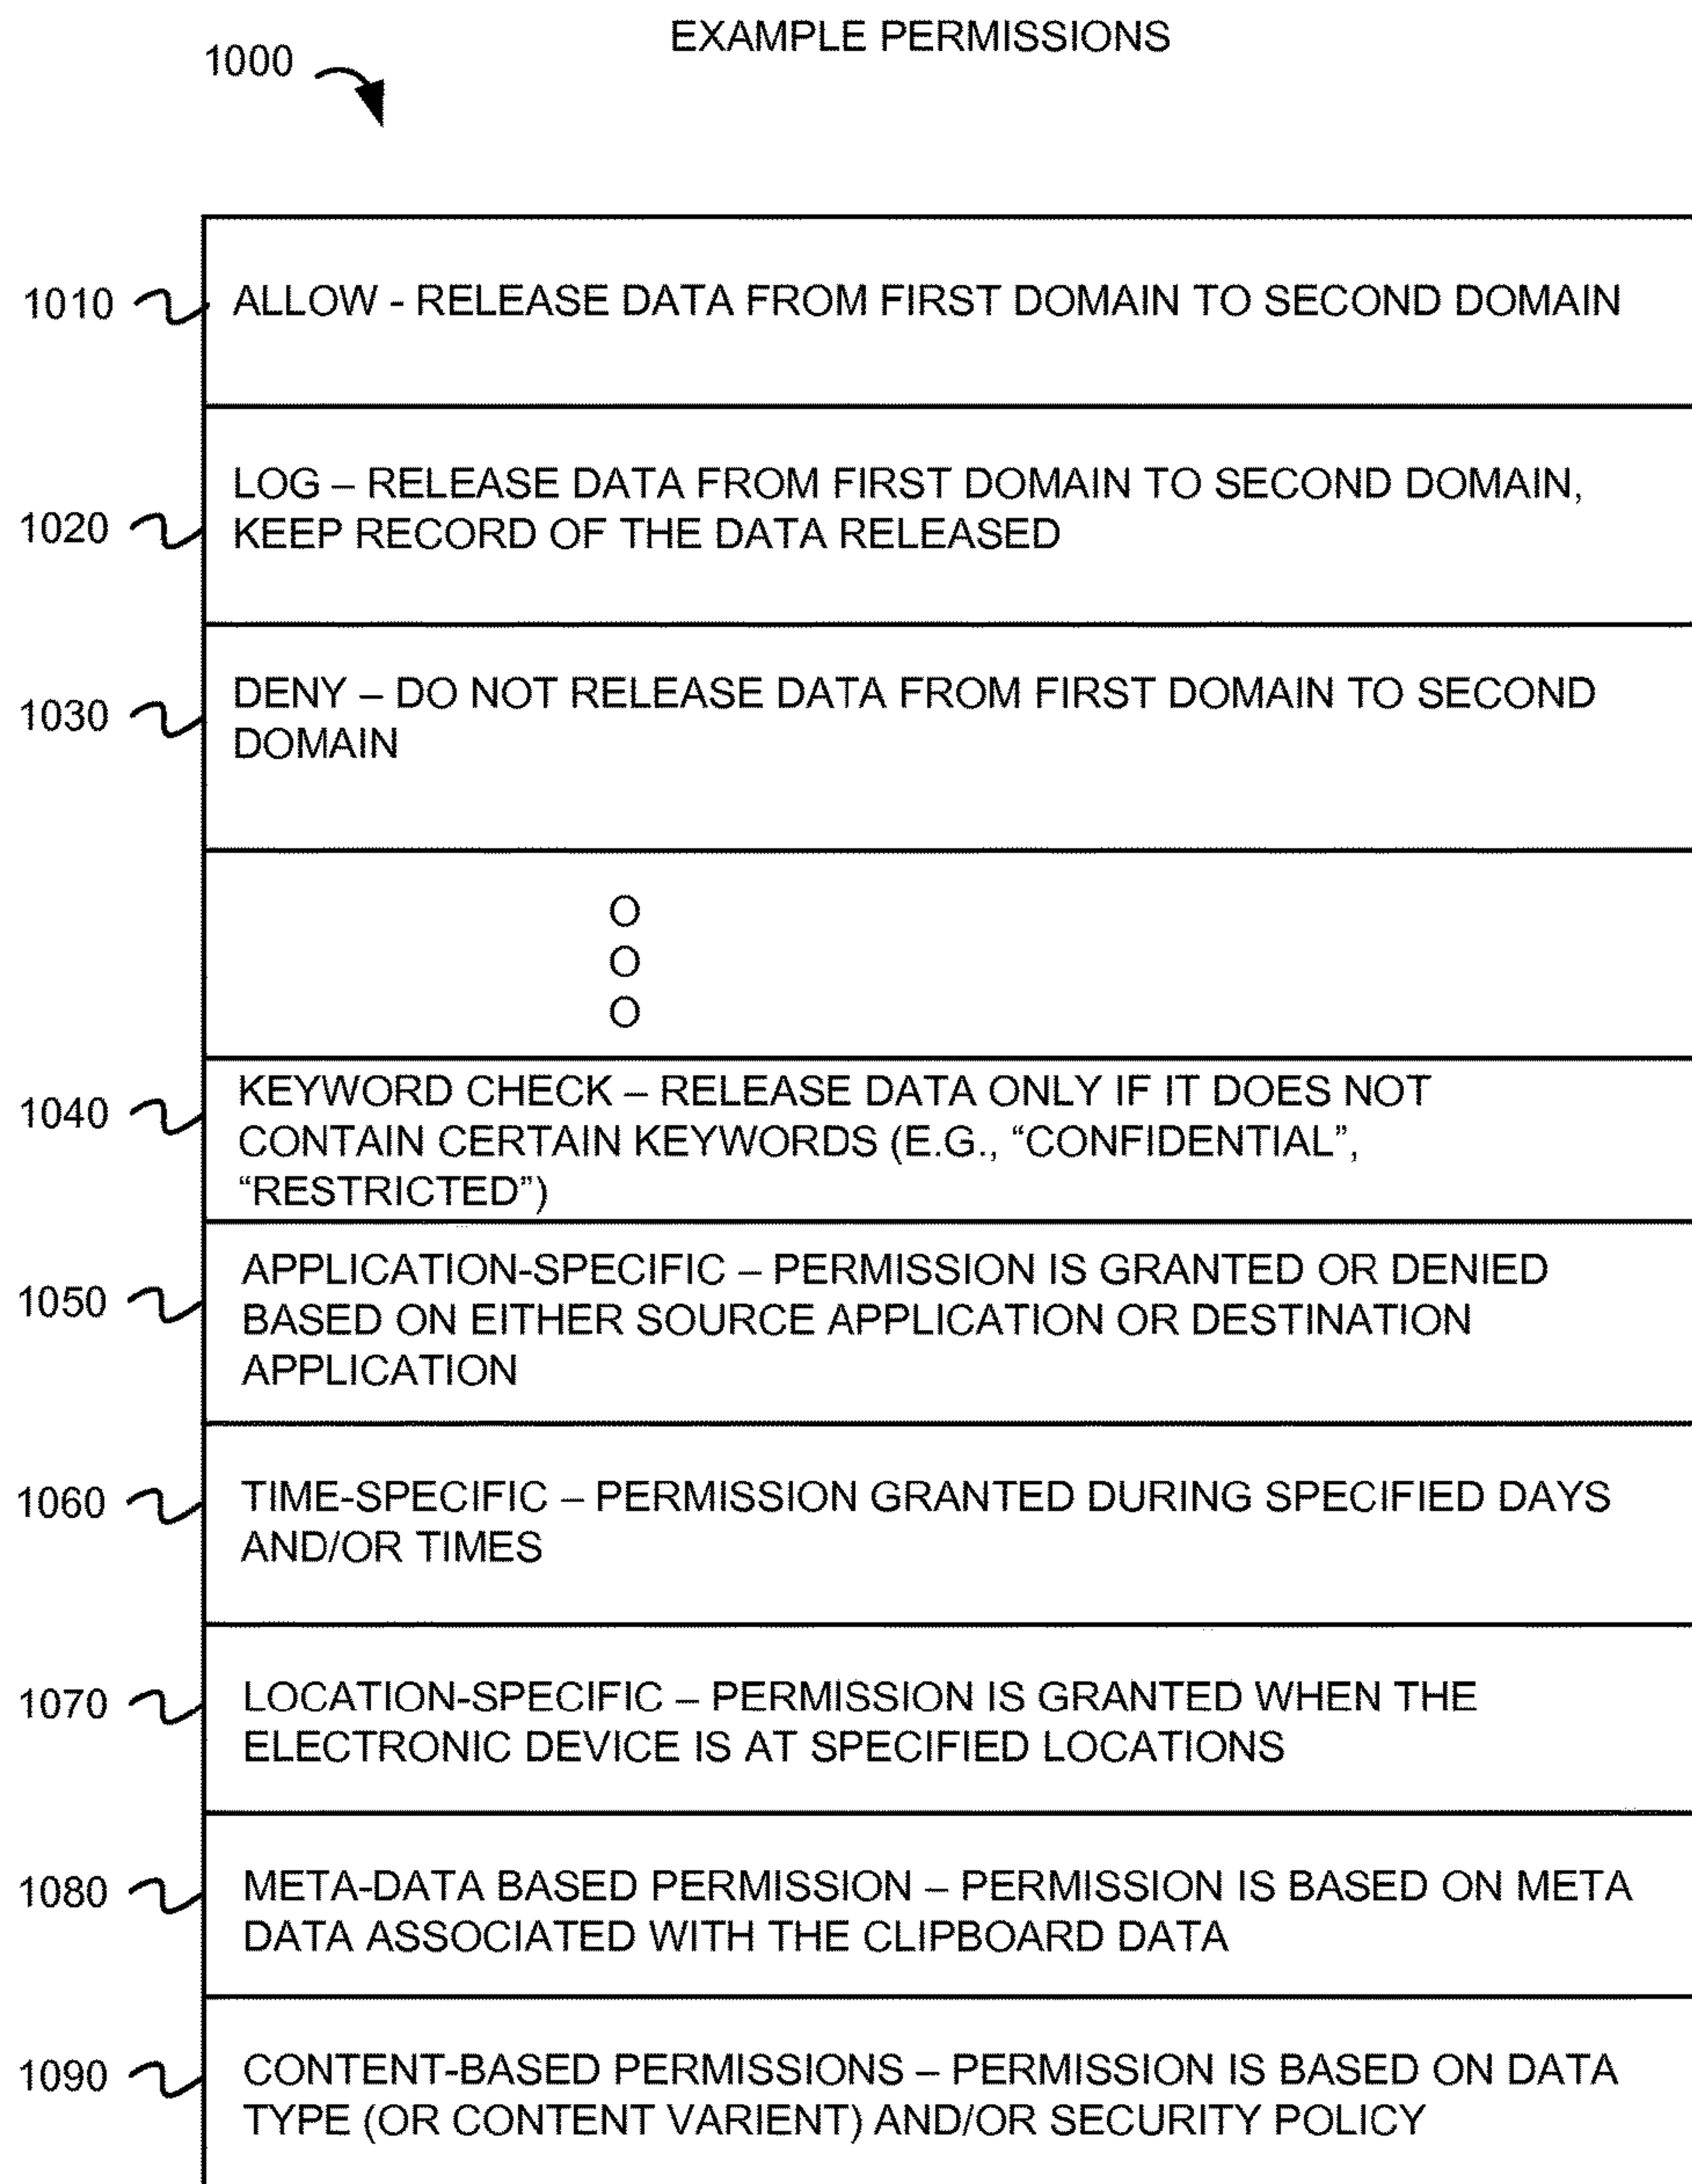 EXAMPLE PERMISSIONS
1000
1010
ALLOW - RELEASE DATA FROM FIRST DOMAIN TO SECOND DOMAIN
1020
LOG – RELEASE DATA FROM FIRST DOMAIN TO SECOND DOMAIN,
KEEP RECORD OF THE DATA RELEASED
1030
DENY – DO NOT RELEASE DATA FROM FIRST DOMAIN TO SECOND
DOMAIN
O
O
O
1040
KEYWORD CHECK – RELEASE DATA ONLY IF IT DOES NOT
CONTAIN CERTAIN KEYWORDS (E.G., “CONFIDENTIAL”,
“RESTRICTED”)
1050
APPLICATION-SPECIFIC – PERMISSION IS GRANTED OR DENIED
BASED ON EITHER SOURCE APPLICATION OR DESTINATION
APPLICATION
1060
TIME-SPECIFIC – PERMISSION GRANTED DURING SPECIFIED DAYS
AND/OR TIMES
1070
LOCATION-SPECIFIC – PERMISSION IS GRANTED WHEN THE
ELECTRONIC DEVICE IS AT SPECIFIED LOCATIONS
1080
META-DATA BASED PERMISSION – PERMISSION IS BASED ON META
DATA ASSOCIATED WITH THE CLIPBOARD DATA
1090
CONTENT-BASED PERMISSIONS – PERMISSION IS BASED ON DATA
TYPE (OR CONTENT VARIENT) AND/OR SECURITY POLICY